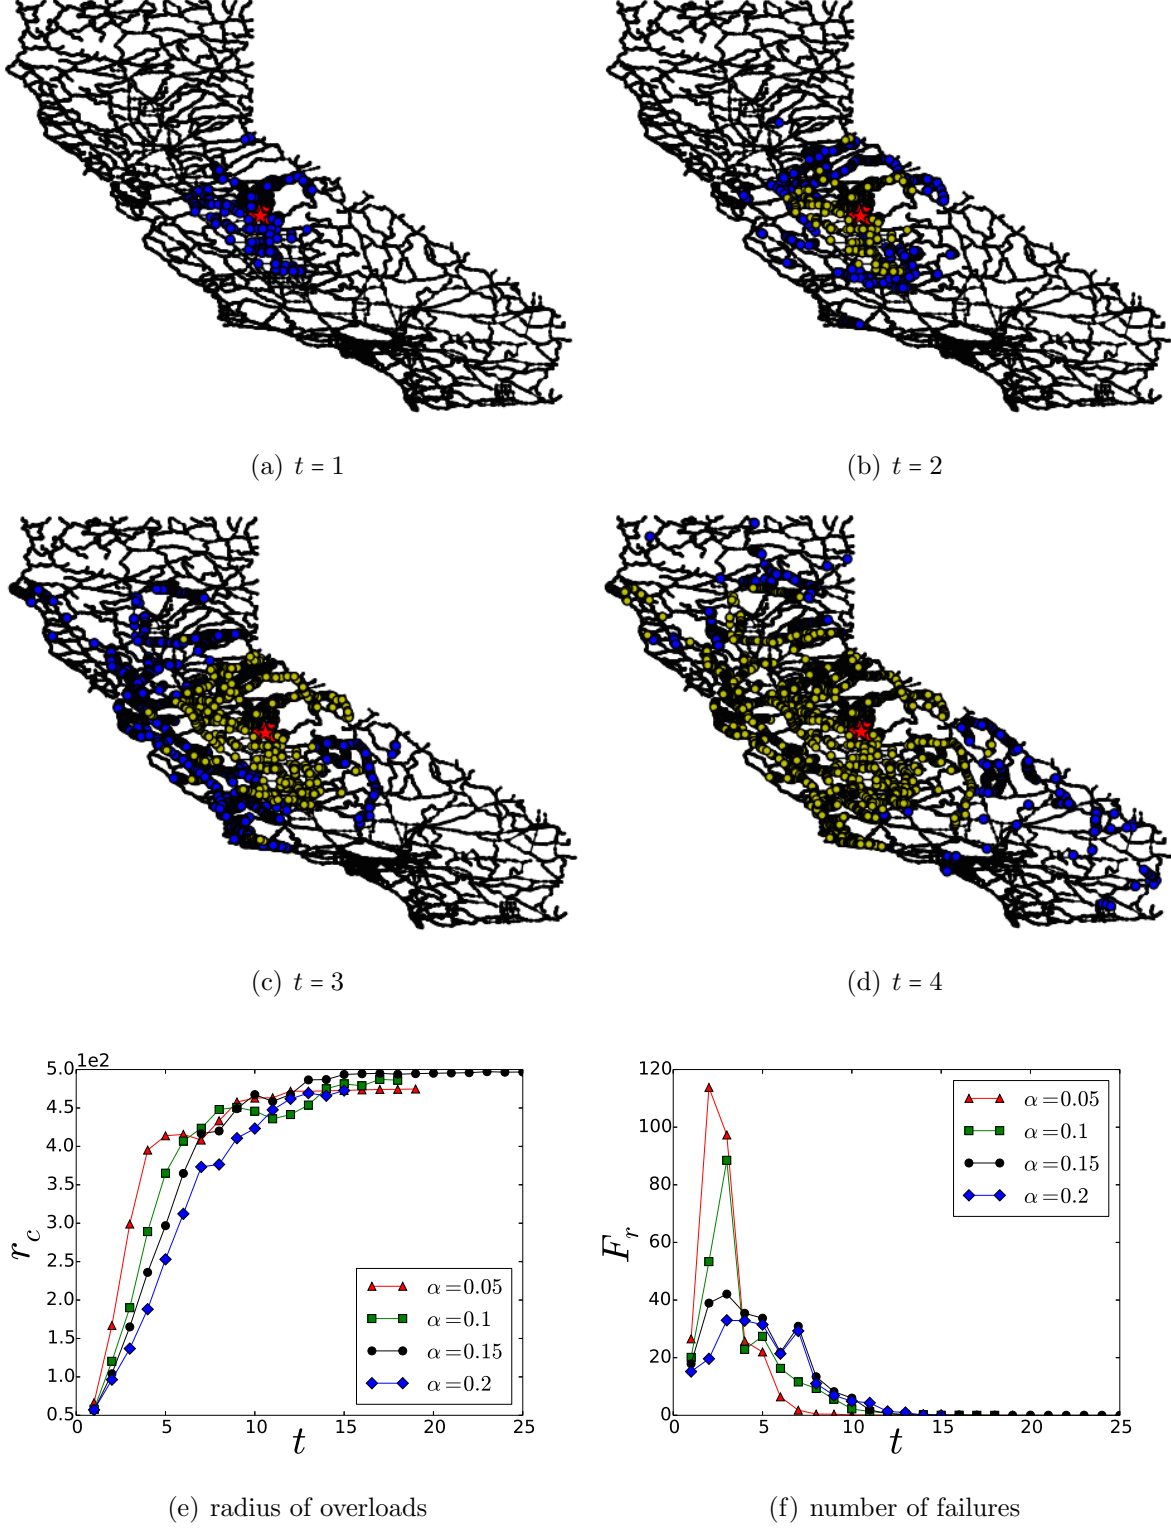 (a) t = 1
(b) t = 2
(c) t = 3
(d) t = 4
1e2
5.0
4.5
4.0
3.5
3.0
2.5
2.0
1.5
1.0
0.5
0 5 10 15 20 25
r_c
t
α=0.05
α=0.1
α=0.15
α=0.2
(e) radius of overloads
120
100
80
60
40
20
0
0 5 10 15 20 25
F_r
t
α=0.05
α=0.1
α=0.15
α=0.2
(f) number of failures